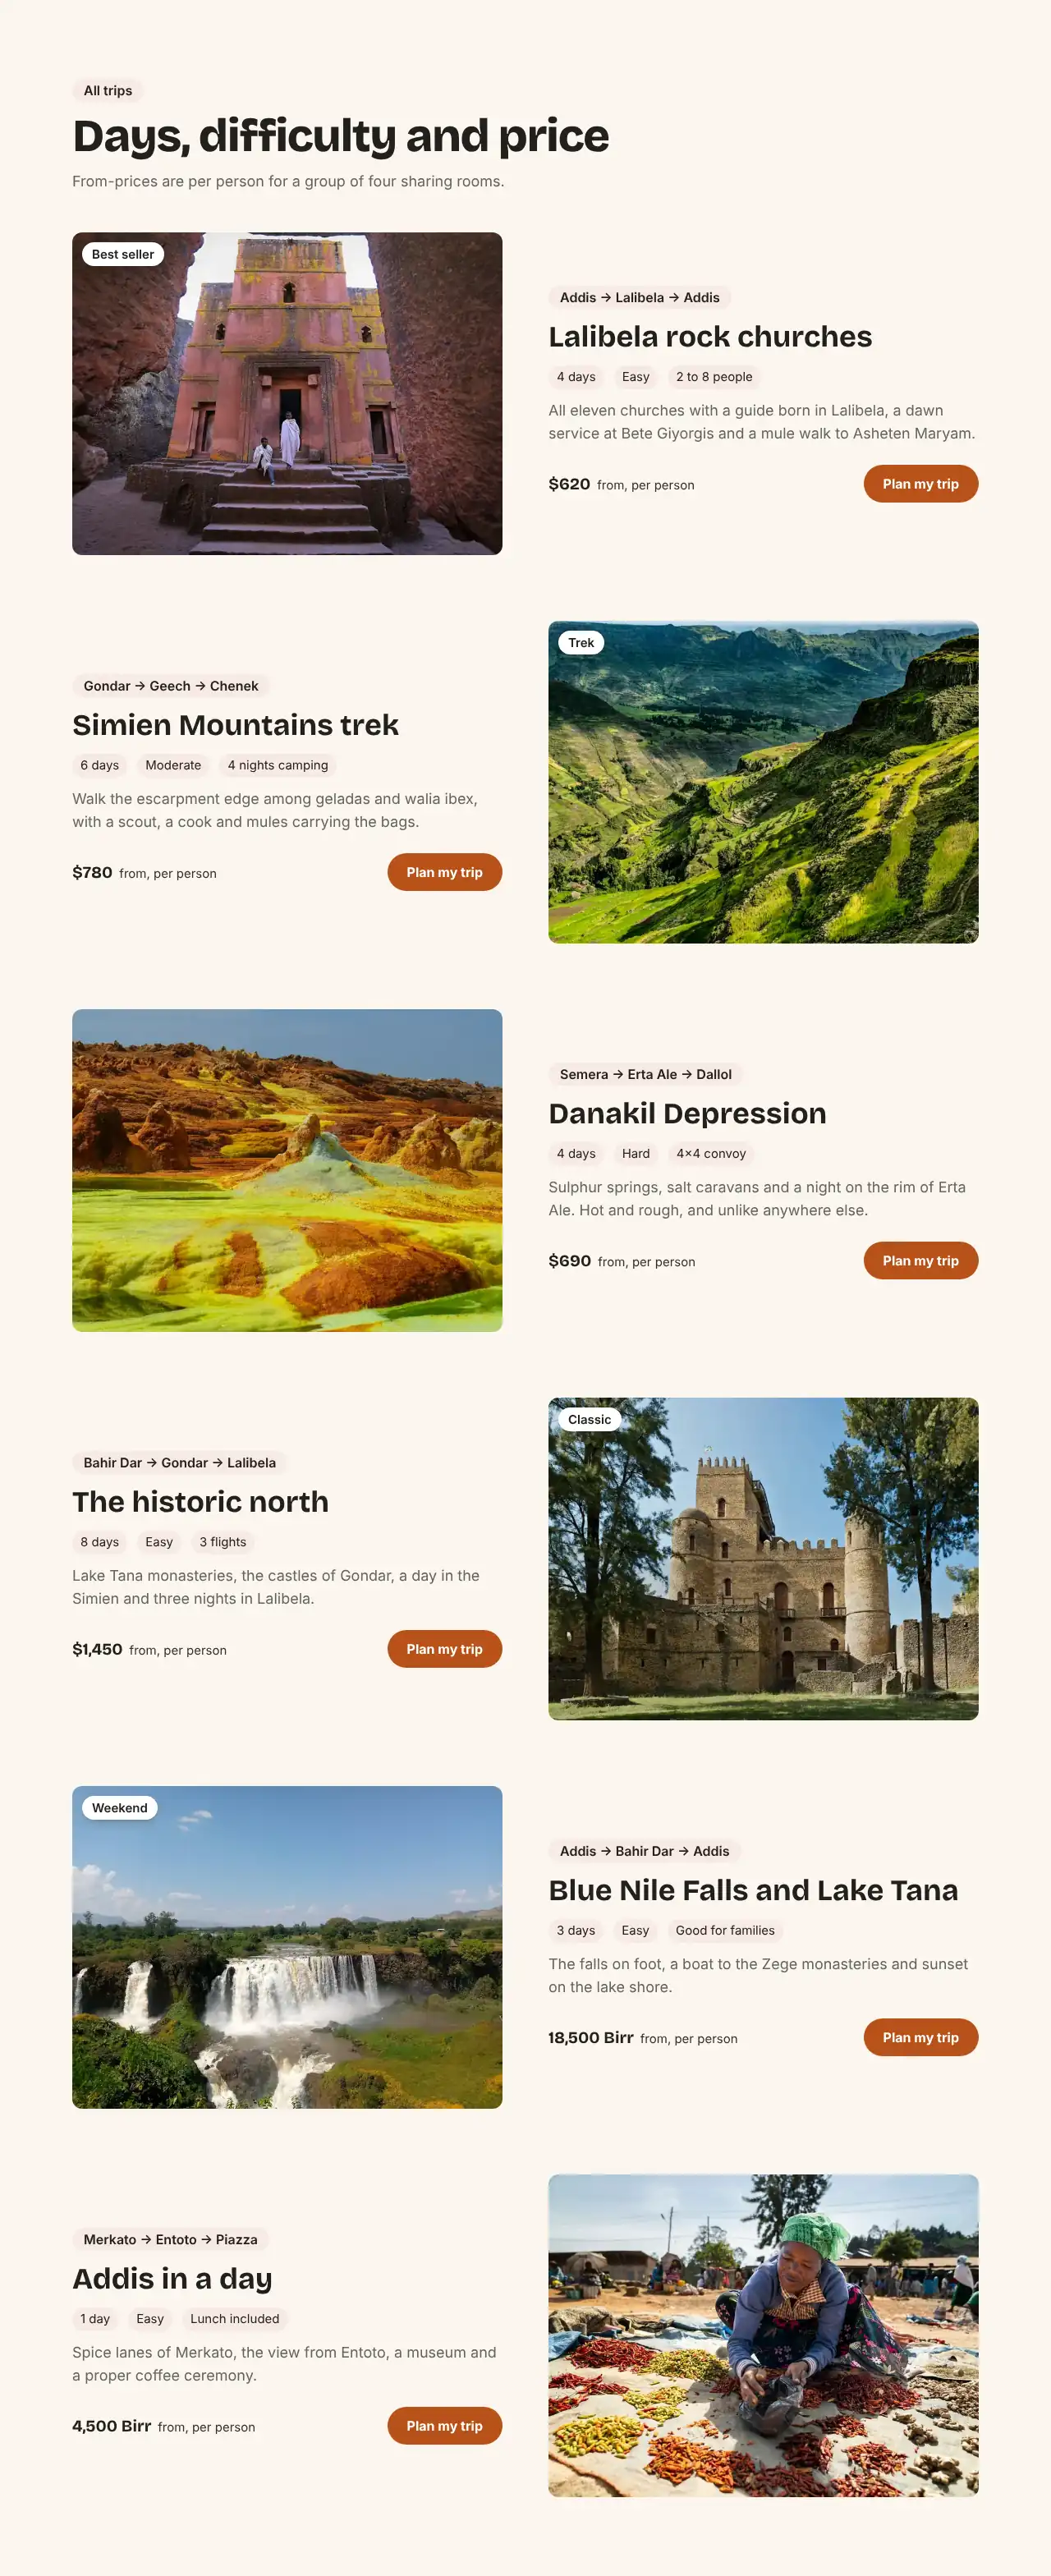 All trips
Days, difficulty and price
From-prices are per person for a group of four sharing rooms.
Best seller
Addis → Lalibela → Addis
Lalibela rock churches
4 days Easy 2 to 8 people
All eleven churches with a guide born in Lalibela, a dawn
service at Bete Giyorgis and a mule walk to Asheten Maryam.
$620 from, per person Plan my trip
Trek
Gondar → Geech → Chenek
Simien Mountains trek
6 days Moderate 4 nights camping
Walk the escarpment edge among geladas and walia ibex,
with a scout, a cook and mules carrying the bags.
$780 from, per person Plan my trip
Semera → Erta Ale → Dallol
Danakil Depression
4 days Hard 4×4 convoy
Sulphur springs, salt caravans and a night on the rim of Erta
Ale. Hot and rough, and unlike anywhere else.
$690 from, per person Plan my trip
Classic
Bahir Dar → Gondar → Lalibela
The historic north
8 days Easy 3 flights
Lake Tana monasteries, the castles of Gondar, a day in the
Simien and three nights in Lalibela.
$1,450 from, per person Plan my trip
Weekend
Addis → Bahir Dar → Addis
Blue Nile Falls and Lake Tana
3 days Easy Good for families
The falls on foot, a boat to the Zege monasteries and sunset
on the lake shore.
18,500 Birr from, per person Plan my trip
Merkato → Entoto → Piazza
Addis in a day
1 day Easy Lunch included
Spice lanes of Merkato, the view from Entoto, a museum and
a proper coffee ceremony.
4,500 Birr from, per person Plan my trip